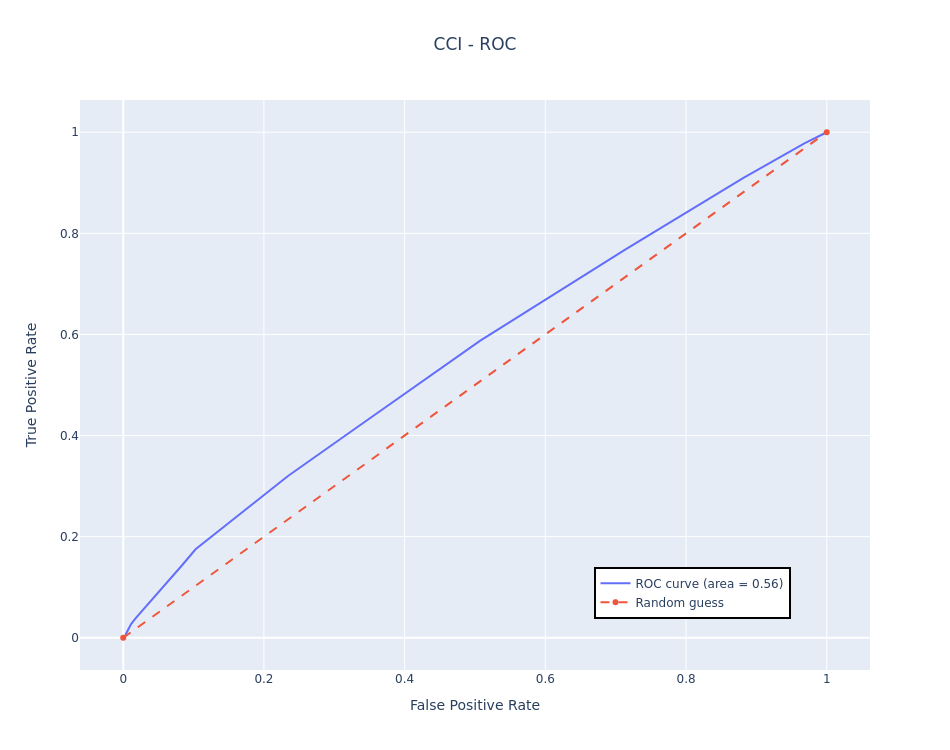 CCI - ROC
True Positive Rate
1
0.8
0.6
0.4
0.2
0
ROC curve (area = 0.56)
Random guess
0
0.2
0.4
0.6
0.8
1
False Positive Rate